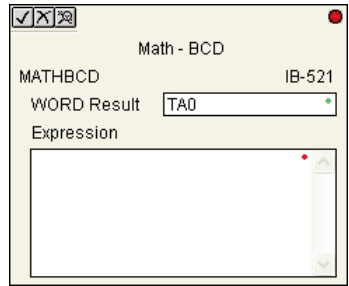 Math - BCD
MATHBCD IB-521
WORD Result TA0
Expression